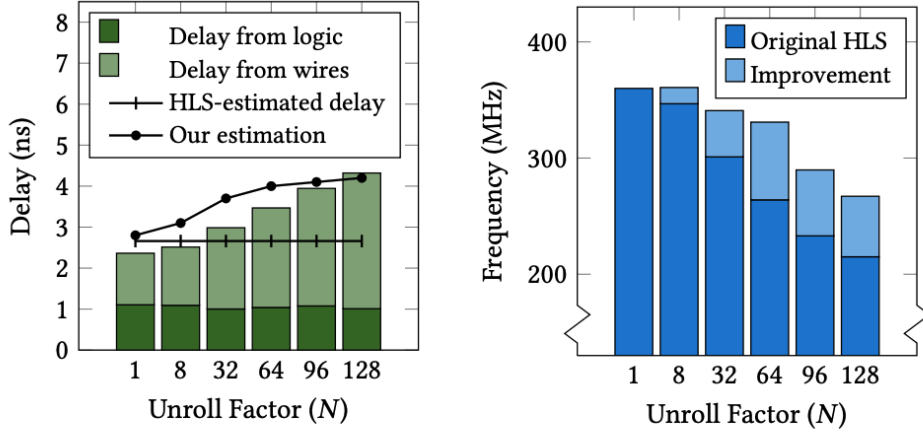 8
7
6
5
4
3
2
1
0
Delay (ns)
Delay from logic
Delay from wires
HLS-estimated delay
Our estimation
1 8 32 64 96 128
Unroll Factor (N)
400
300
200
Frequency (MHz)
Original HLS
Improvement
1 8 32 64 96 128
Unroll Factor (N)